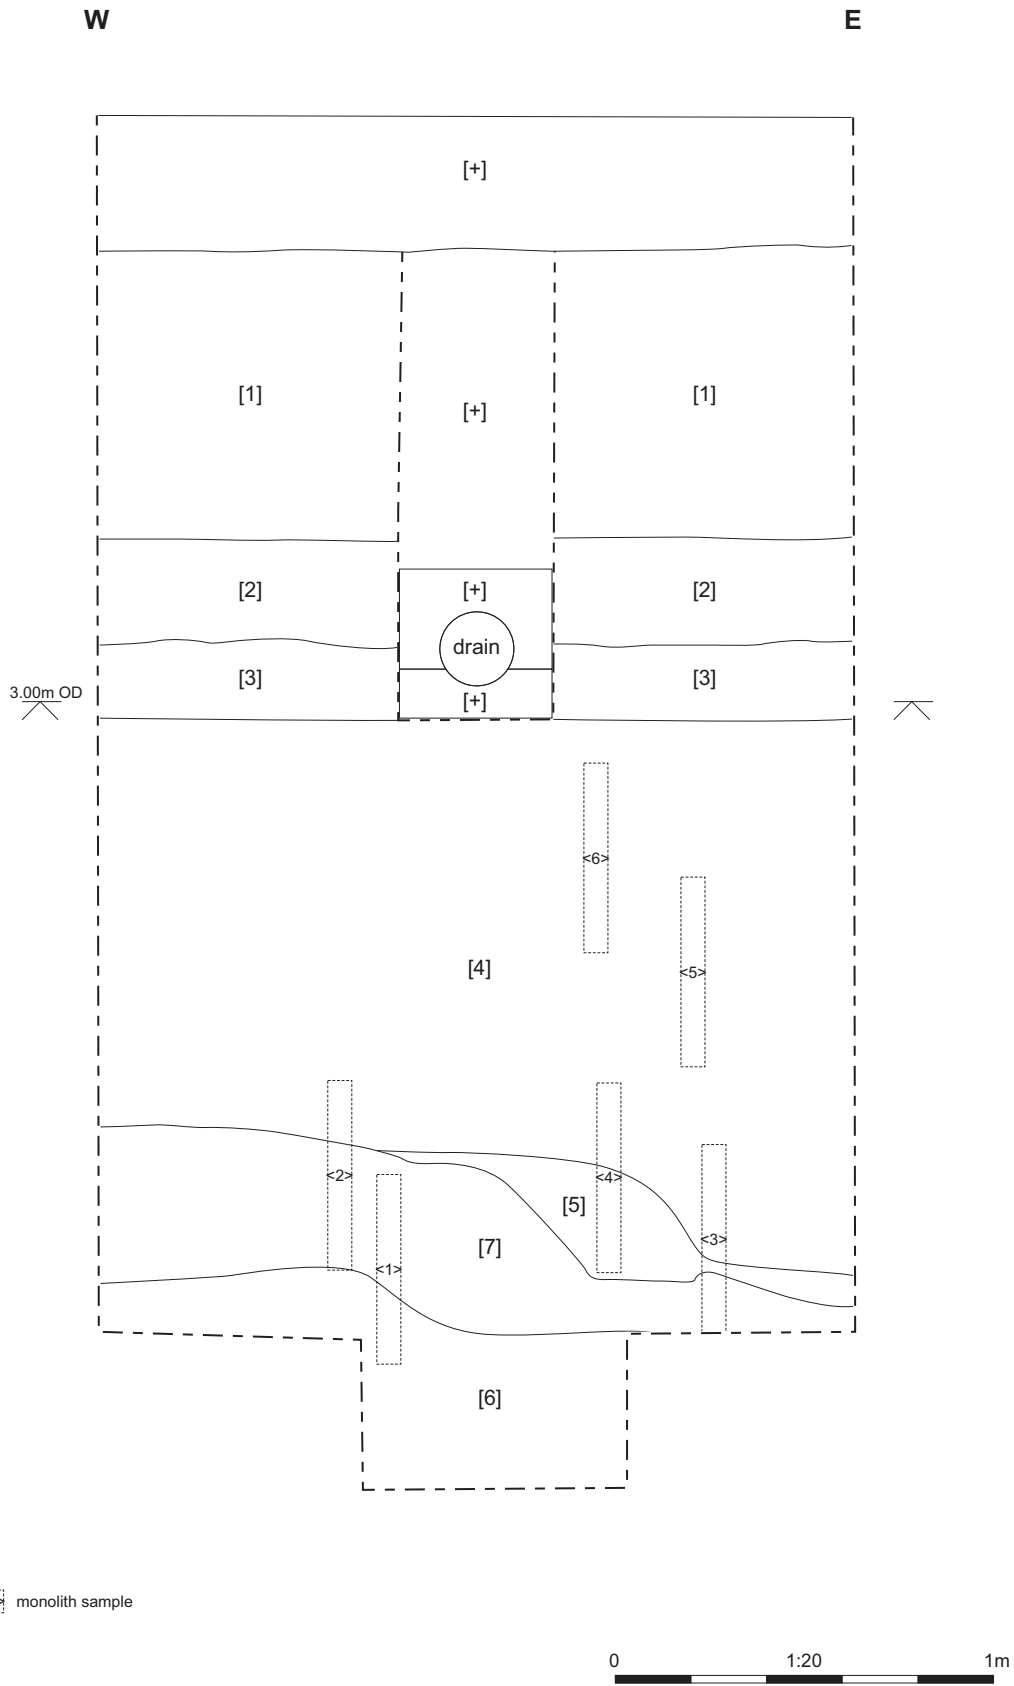 W E
[+]
[1] [+] [1]
[2] [+] [2]
drain
[3] [3]
3.00m OD [+]
<6>
[4] <5>
<2> <4>
[5]
[7] <3>
<1>
[6]
monolith sample
0 1:20 1m